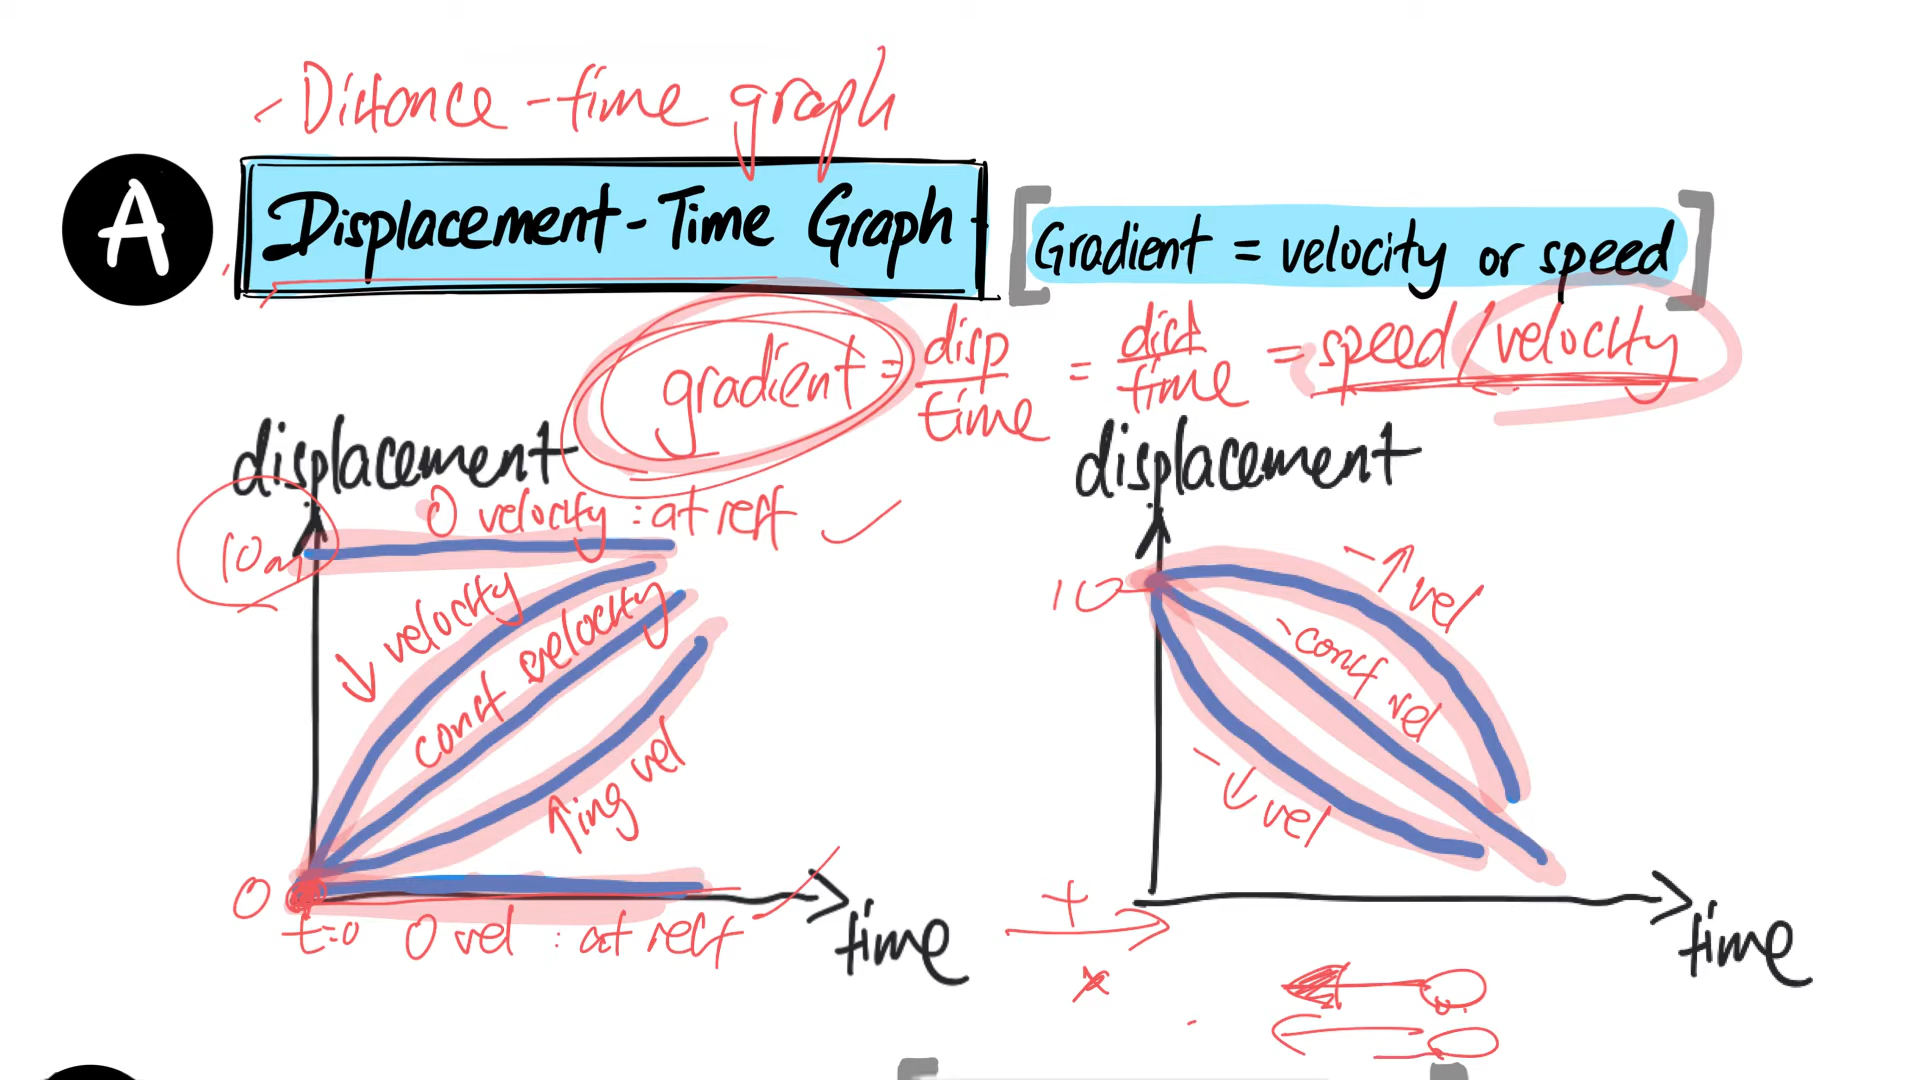 - Distance - time graph
A Displacement - Time Graph
[Gradient = velocity or speed]
gradient = disp/time = dist/time = speed/velocity
displacement
displacement
0 velocity : at rest
10m
↓ velocity
const velocity
↑ing vel
0
t=0 0 vel : at rest
time
10
- ↑ vel
- const vel
- ↓ vel
+
time